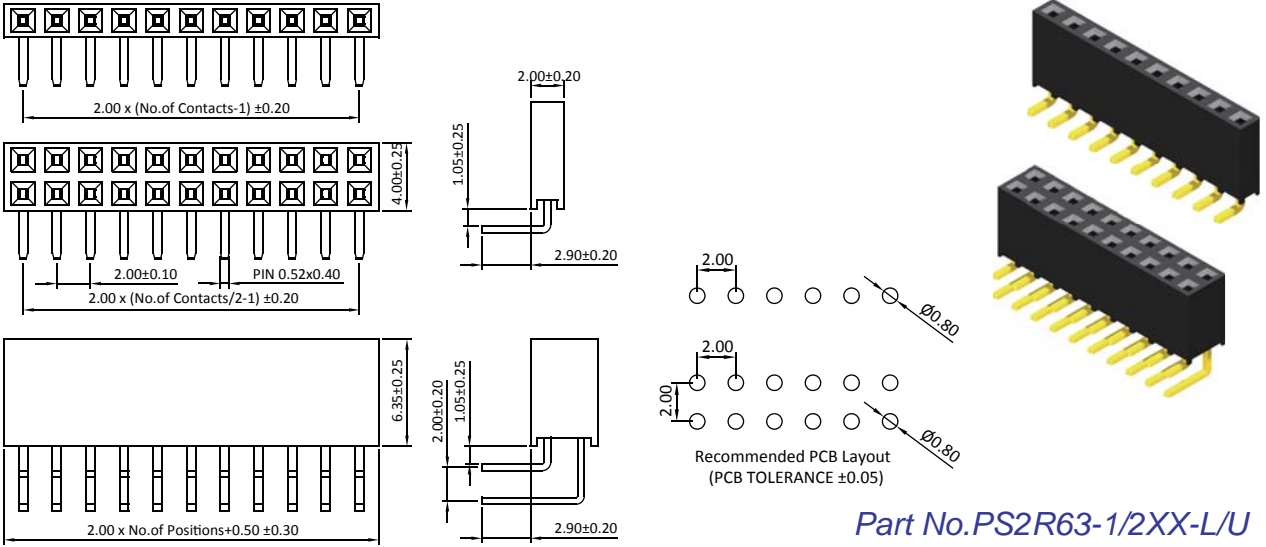 2.00 x (No.of Contacts-1) ±0.20
4.00±0.25
2.00±0.10
PIN 0.52x0.40
2.00 x (No.of Contacts/2-1) ±0.20
6.35±0.25
2.00 x No.of Positions+0.50 ±0.30
2.00±0.20
1.05±0.25
2.90±0.20
1.05±0.25
2.00±0.20
2.90±0.20
2.00
Ø0.80
2.00
2.00
Ø0.80
Recommended PCB Layout
(PCB TOLERANCE ±0.05)
Part No.PS2R63-1/2XX-L/U